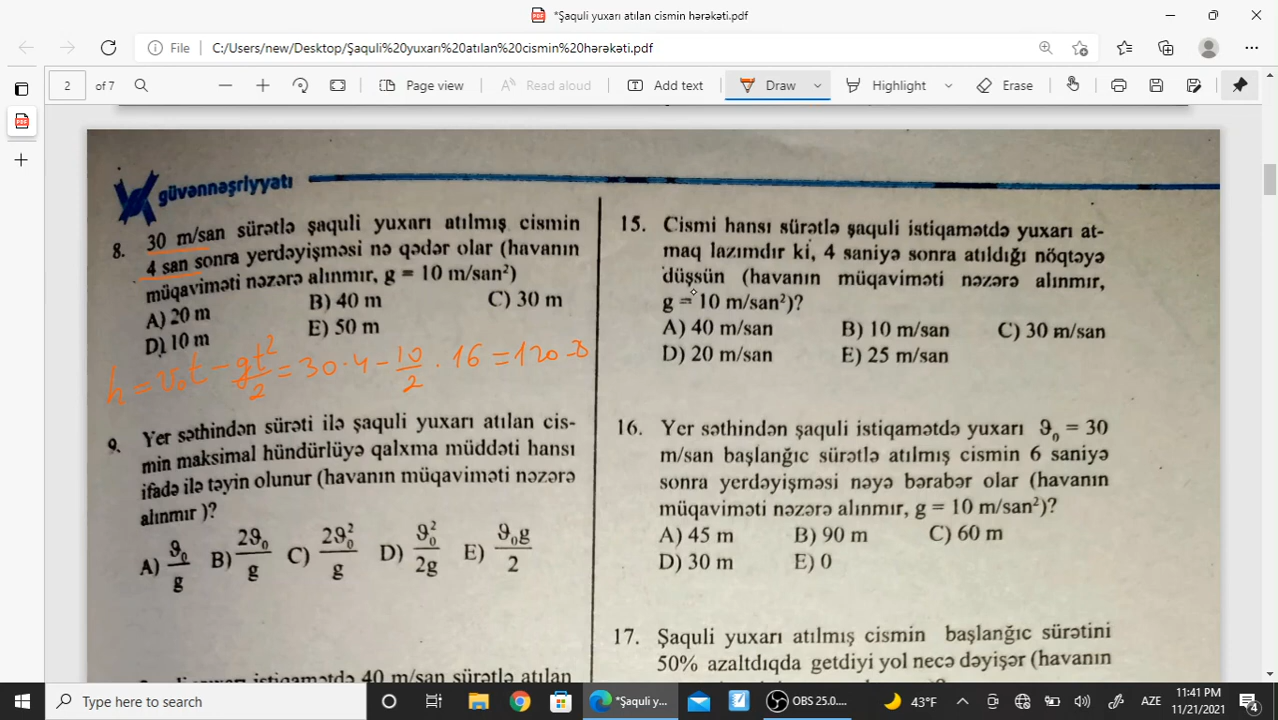 *Şaquli yuxarı atılan cismin hərəkəti.pdf
File C:/Users/new/Desktop/Şaquli%20yuxarı%20atılan%20cismin%20hərəkəti.pdf
2 of 7 Page view Read aloud Add text Draw Highlight Erase
güvənnəşriyyatı
8. 30 m/san sürətlə şaquli yuxarı atılmış cismin
4 san sonra yerdəyişməsi nə qədər olar (havanın
müqaviməti nəzərə alınmır, g = 10 m/san²)
A) 20 m B) 40 m C) 30 m
D) 10 m E) 50 m
h = v₀t - gt²/2 = 30·4 - 10/2 · 16 = 120-8
9. Yer səthindən sürəti ilə şaquli yuxarı atılan cis-
min maksimal hündürlüyə qalxma müddəti hansı
ifadə ilə təyin olunur (havanın müqaviməti nəzərə
alınmır )?
A) ϑ₀/g B) 2ϑ₀/g C) 2ϑ₀²/g D) ϑ₀²/2g E) ϑ₀g/2
istiqamətdə 40 m/san sürətlə atılan
15. Cismi hansı sürətlə şaquli istiqamətdə yuxarı at-
maq lazımdır ki, 4 saniyə sonra atıldığı nöqtəyə
düşsün (havanın müqaviməti nəzərə alınmır,
g = 10 m/san²)?
A) 40 m/san B) 10 m/san C) 30 m/san
D) 20 m/san E) 25 m/san
16. Yer səthindən şaquli istiqamətdə yuxarı ϑ₀ = 30
m/san başlanğıc sürətlə atılmış cismin 6 saniyə
sonra yerdəyişməsi nəyə bərabər olar (havanın
müqaviməti nəzərə alınmır, g = 10 m/san²)?
A) 45 m B) 90 m C) 60 m
D) 30 m E) 0
17. Şaquli yuxarı atılmış cismin başlanğıc sürətini
50% azaltdıqda getdiyi yol necə dəyişər (havanın
Type here to search
*Şaquli y...
OBS 25.0....
43°F
AZE
11:41 PM
11/21/2021
4